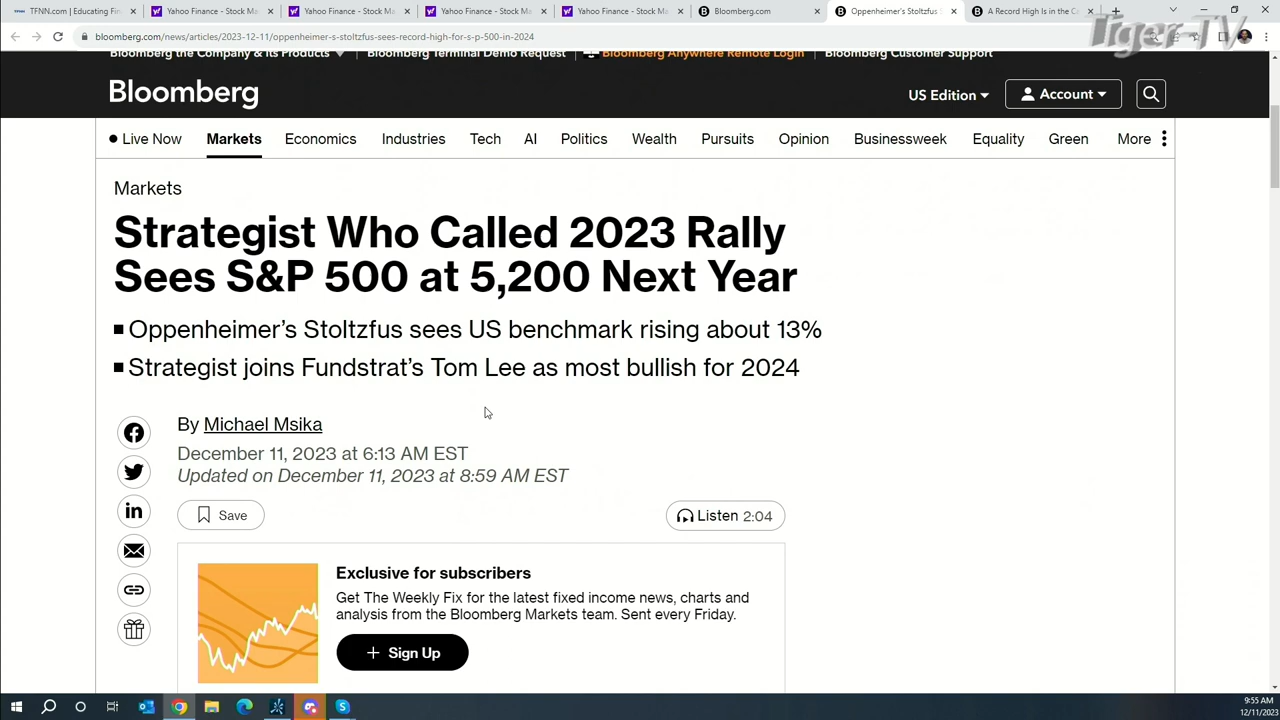 TFNN.com | Educating Fin
Yahoo Finance - Stock Ma
Yahoo Finance - Stock Ma
Yahoo Finance - Stock M
Yahoo Finance - Stock Ma
Bloomberg.com
Oppenheimer's Stoltzfus S
A Record High Is in the Ca
Tiger-TV
bloomberg.com/news/articles/2023-12-11/oppenheimer-s-stoltzfus-sees-record-high-for-s-p-500-in-2024
Bloomberg the Company & Its Products
Bloomberg Terminal Demo Request
Bloomberg Anywhere Remote Login
Bloomberg Customer Support
Bloomberg
US Edition
Account
Live Now Markets Economics Industries Tech AI Politics Wealth Pursuits Opinion Businessweek Equality Green More
Markets
Strategist Who Called 2023 Rally
Sees S&P 500 at 5,200 Next Year
Oppenheimer's Stoltzfus sees US benchmark rising about 13%
Strategist joins Fundstrat's Tom Lee as most bullish for 2024
By Michael Msika
December 11, 2023 at 6:13 AM EST
Updated on December 11, 2023 at 8:59 AM EST
Save
Listen 2:04
Exclusive for subscribers
Get The Weekly Fix for the latest fixed income news, charts and
analysis from the Bloomberg Markets team. Sent every Friday.
+ Sign Up
9:55 AM
12/11/2023